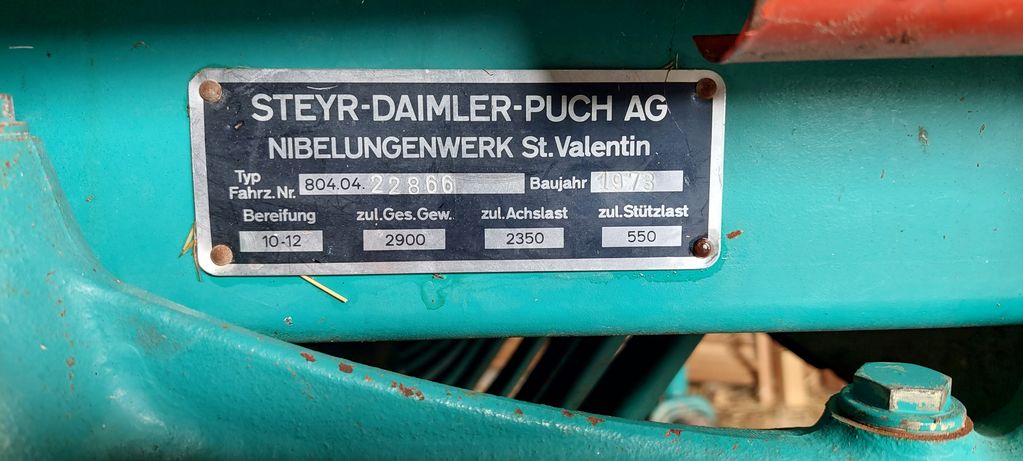 STEYR-DAIMLER-PUCH AG
NIBELUNGENWERK St. Valentin
Typ
Fahrz. Nr. 804.04. 22866 Baujahr 1973
Bereifung zul. Ges. Gew. zul. Achslast zul. Stützlast
10-12 2900 2350 550